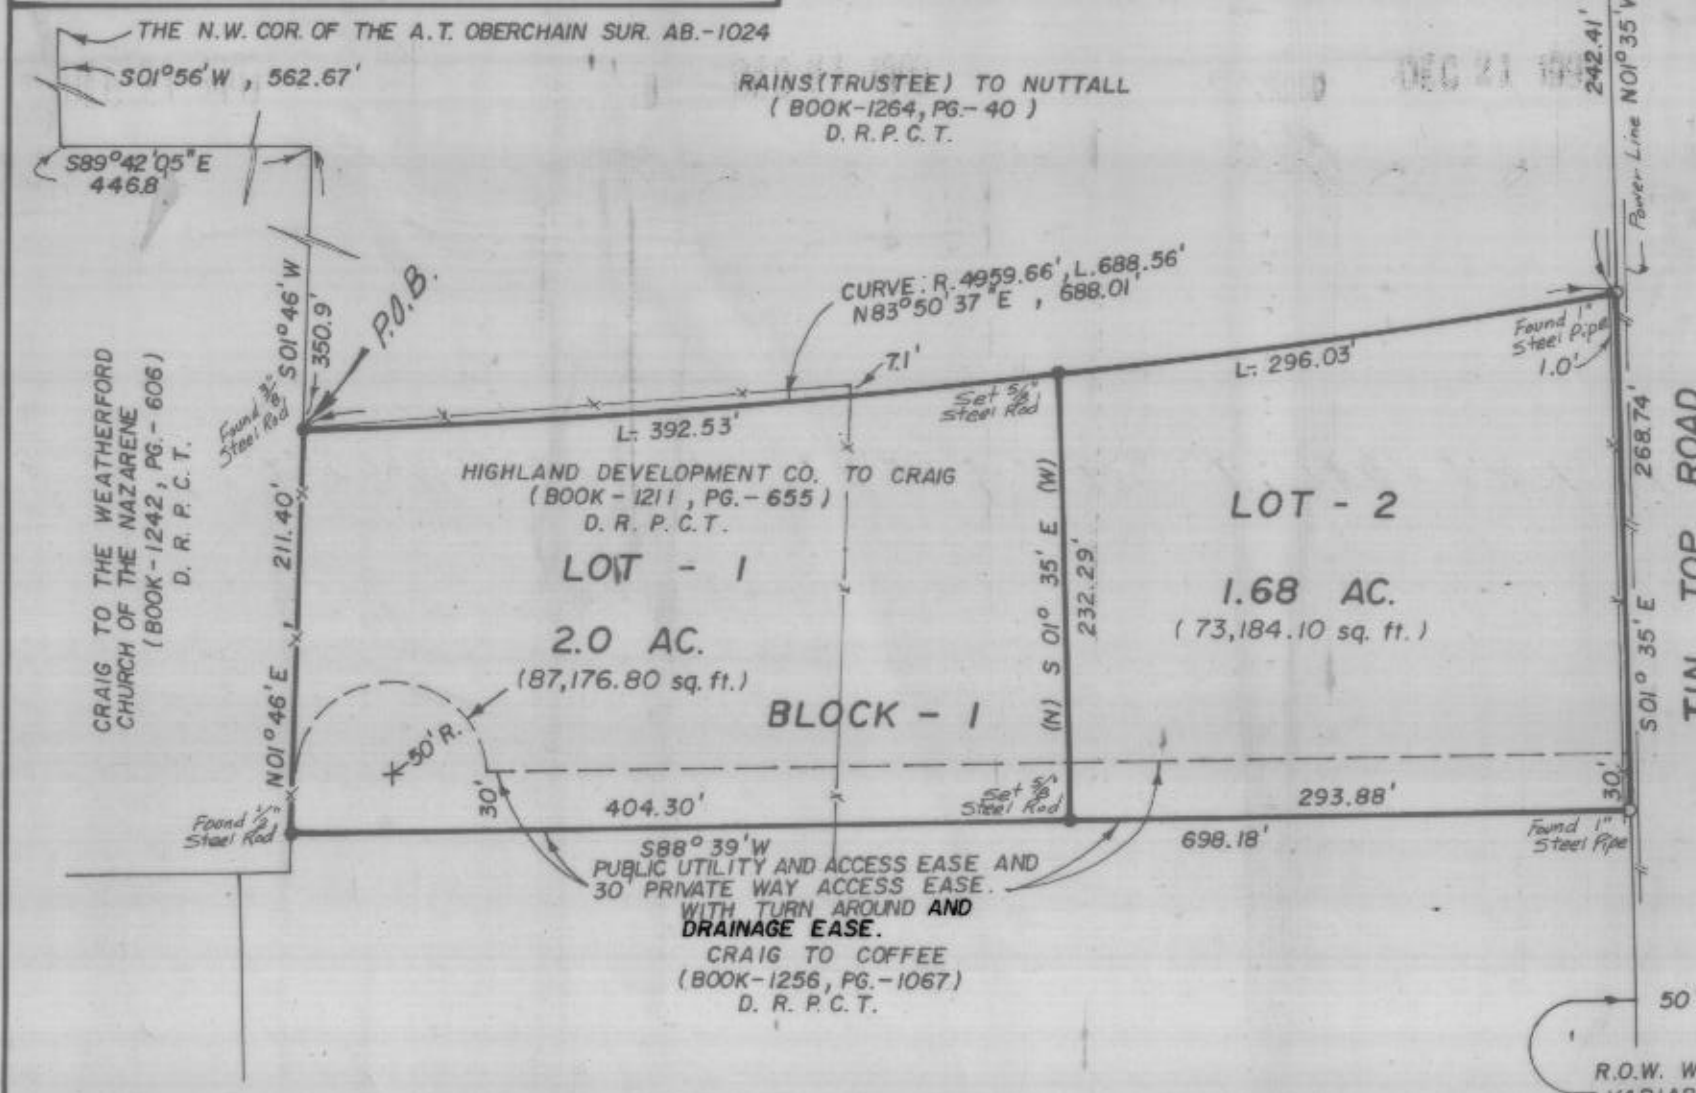 THE N.W. COR. OF THE A.T. OBERCHAIN SUR. AB.-1024
S01°56'W , 562.67'
S89°42'05"E
446.8'
RAINS (TRUSTEE) TO NUTTALL
( BOOK-1264, PG.-40 )
D. R. P. C. T.
DEC 21
242.41'
N01°35'W
Power Line
S01°46'W
350.9'
P.O.B.
CURVE: R. 4959.66', L. 688.56'
N83°50'37"E , 688.01'
7.1'
Found 1"
Steel Pipe
1.0'
L- 296.03'
Set 5/8"
Steel Rod
Found 3/8"
Steel Rod
L- 392.53'
CRAIG TO THE WEATHERFORD
CHURCH OF THE NAZARENE
(BOOK-1242, PG.-606)
D. R. P. C. T.
211.40'
N01°46'E
HIGHLAND DEVELOPMENT CO. TO CRAIG
( BOOK-1211, PG.-655 )
D. R. P. C. T.
LOT - 1
2.0 AC.
(87,176.80 sq. ft.)
BLOCK - 1
(N) S 01° 35' E (W)
232.29'
LOT - 2
1.68 AC.
( 73,184.10 sq. ft. )
268.74'
S01° 35' E
TIN TOP ROAD
50' R.
30'
404.30'
Set 5/8"
Steel Rod
293.88'
30'
Found 1/2"
Steel Rod
S88°39'W
698.18'
Found 1"
Steel Pipe
PUBLIC UTILITY AND ACCESS EASE AND
30' PRIVATE WAY ACCESS EASE.
WITH TURN AROUND AND
DRAINAGE EASE.
CRAIG TO COFFEE
(BOOK-1256, PG.-1067)
D. R. P. C. T.
50
R.O.W. W